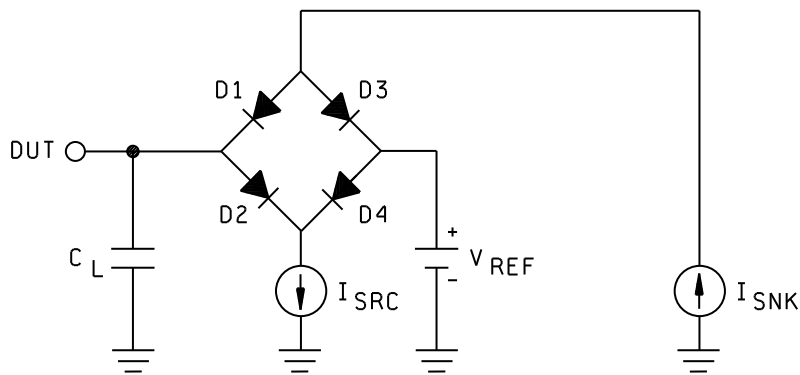 D1
D3
DUT
D2
D4
+
C L
V REF
-
I SRC
I SNK